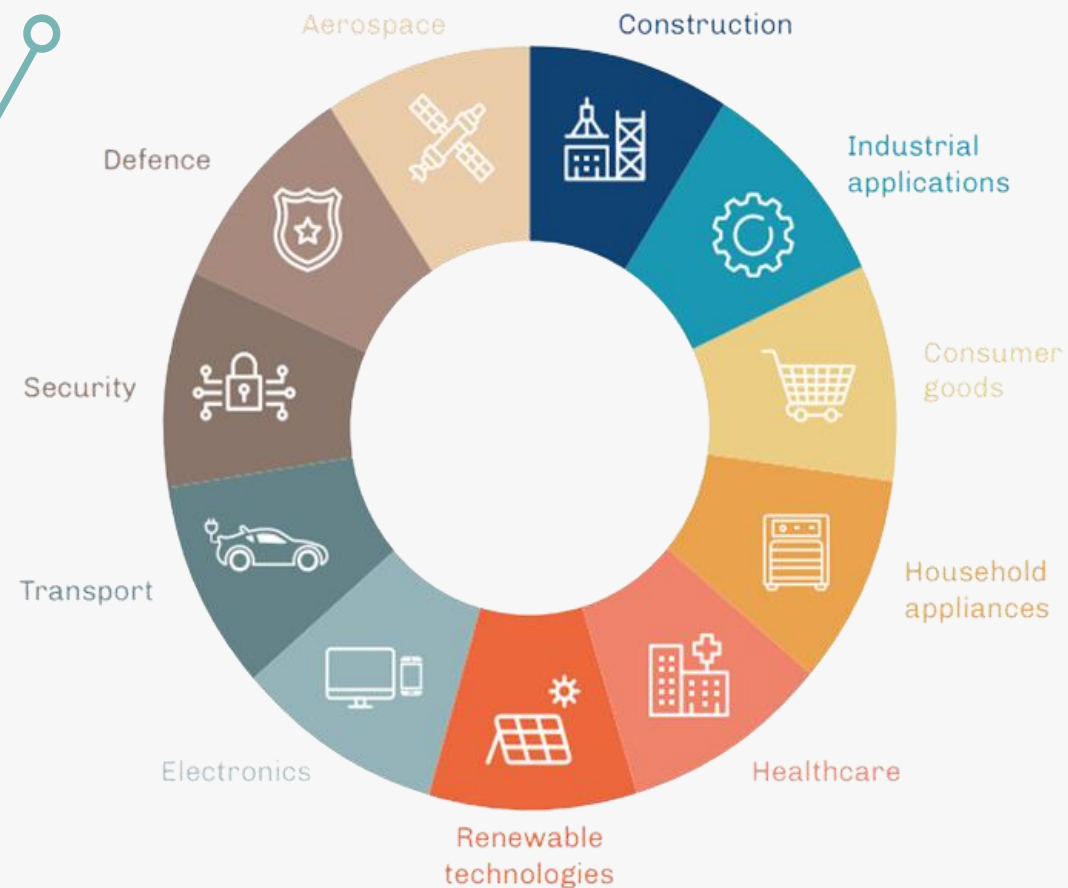 Aerospace
Construction
Industrial
applications
Consumer
goods
Household
appliances
Healthcare
Renewable
technologies
Electronics
Transport
Security
Defence